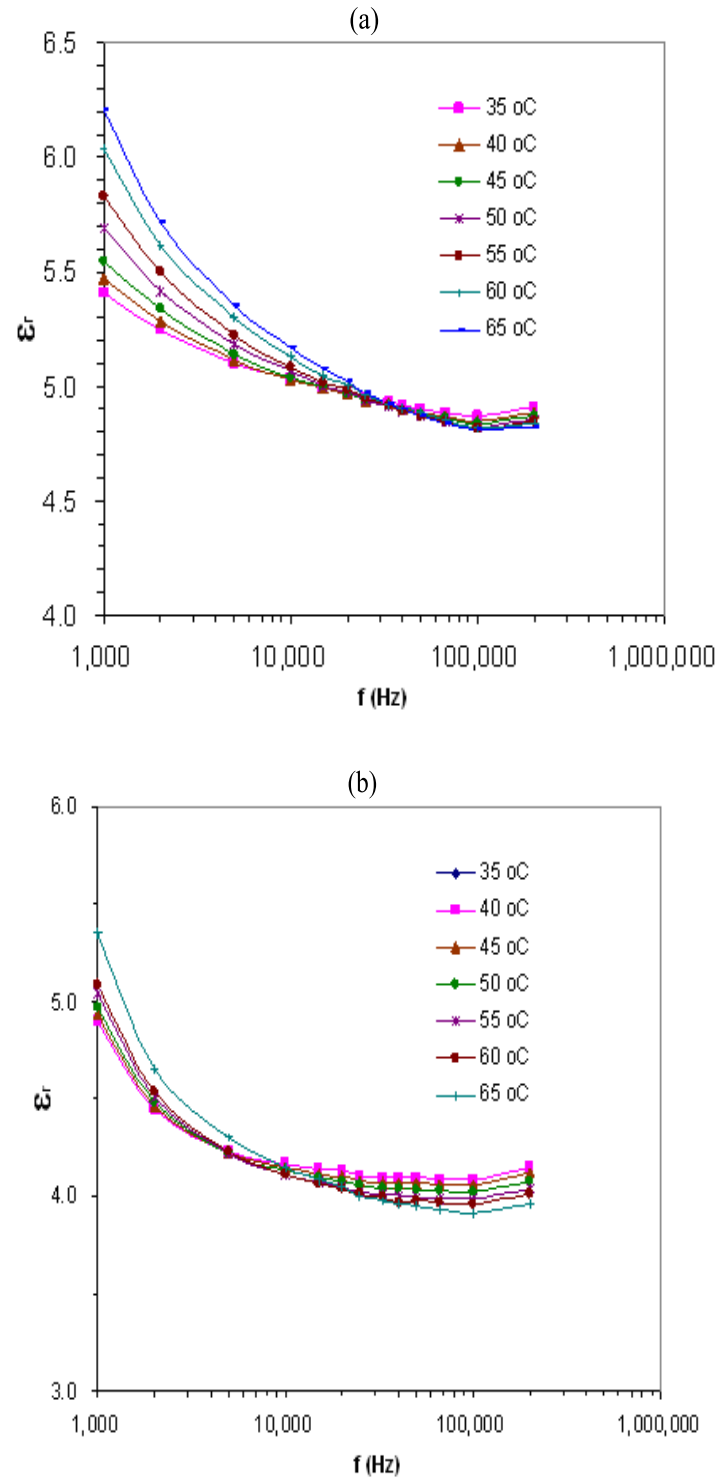 (a)
6.5
6.0
5.5
5.0
4.5
4.0
εr
35 oC
40 oC
45 oC
50 oC
55 oC
60 oC
65 oC
1,000
10,000
100,000
1,000,000
f (Hz)
(b)
6.0
5.0
4.0
3.0
εr
35 oC
40 oC
45 oC
50 oC
55 oC
60 oC
65 oC
1,000
10,000
100,000
1,000,000
f (Hz)